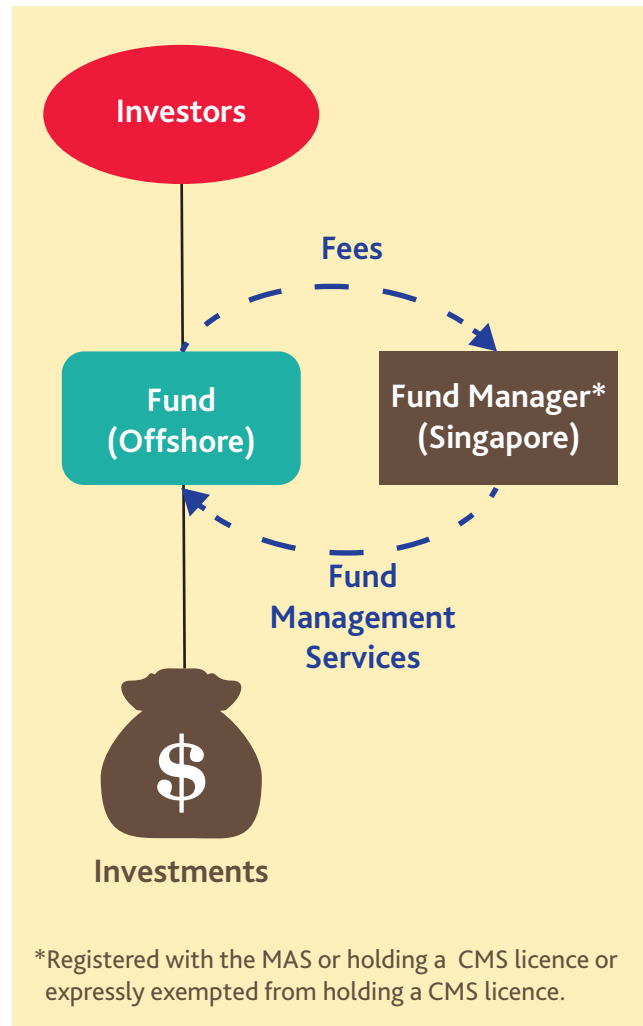 Investors
Fees
Fund
(Offshore)
Fund Manager*
(Singapore)
Fund
Management
Services
$
Investments
*Registered with the MAS or holding a CMS licence or
expressly exempted from holding a CMS licence.